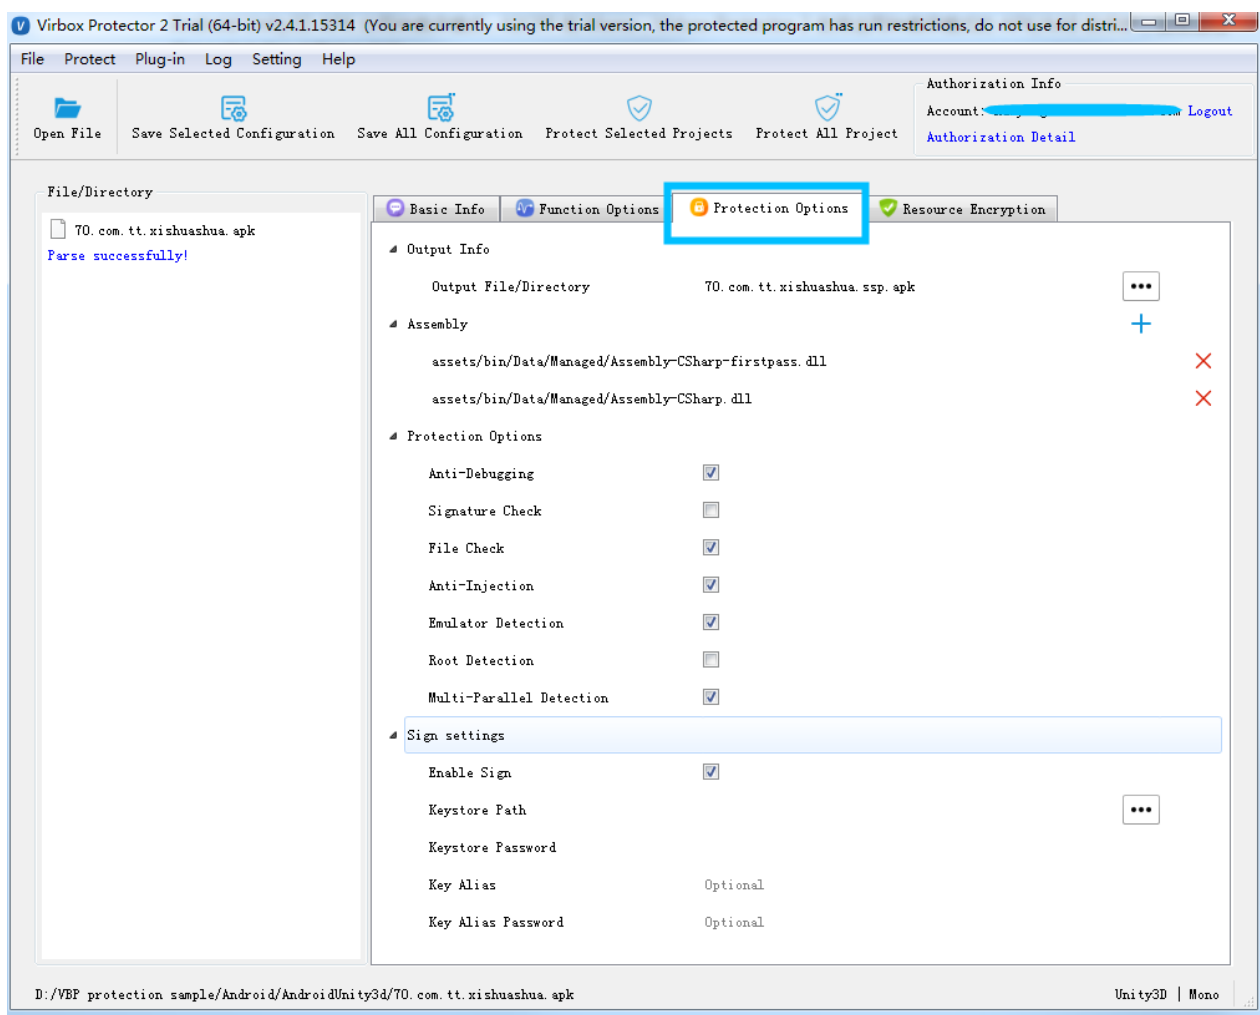 Virbox Protector 2 Trial (64-bit) v2.4.1.15314 (You are currently using the trial version, the protected program has run restrictions, do not use for distri...
File Protect Plug-in Log Setting Help
Authorization Info
Open File Save Selected Configuration Save All Configuration Protect Selected Projects Protect All Project
Account: Logout
Authorization Detail
File/Directory
70.com.tt.xishuashua.apk
Parse successfully!
Basic Info Function Options Protection Options Resource Encryption
Output Info
Output File/Directory 70.com.tt.xishuashua.ssp.apk
Assembly
assets/bin/Data/Managed/Assembly-CSharp-firstpass.dll
assets/bin/Data/Managed/Assembly-CSharp.dll
Protection Options
Anti-Debugging
Signature Check
File Check
Anti-Injection
Emulator Detection
Root Detection
Multi-Parallel Detection
Sign settings
Enable Sign
Keystore Path
Keystore Password
Key Alias Optional
Key Alias Password Optional
D:/VBP protection sample/Android/AndroidUnity3d/70.com.tt.xishuashua.apk Unity3D | Mono